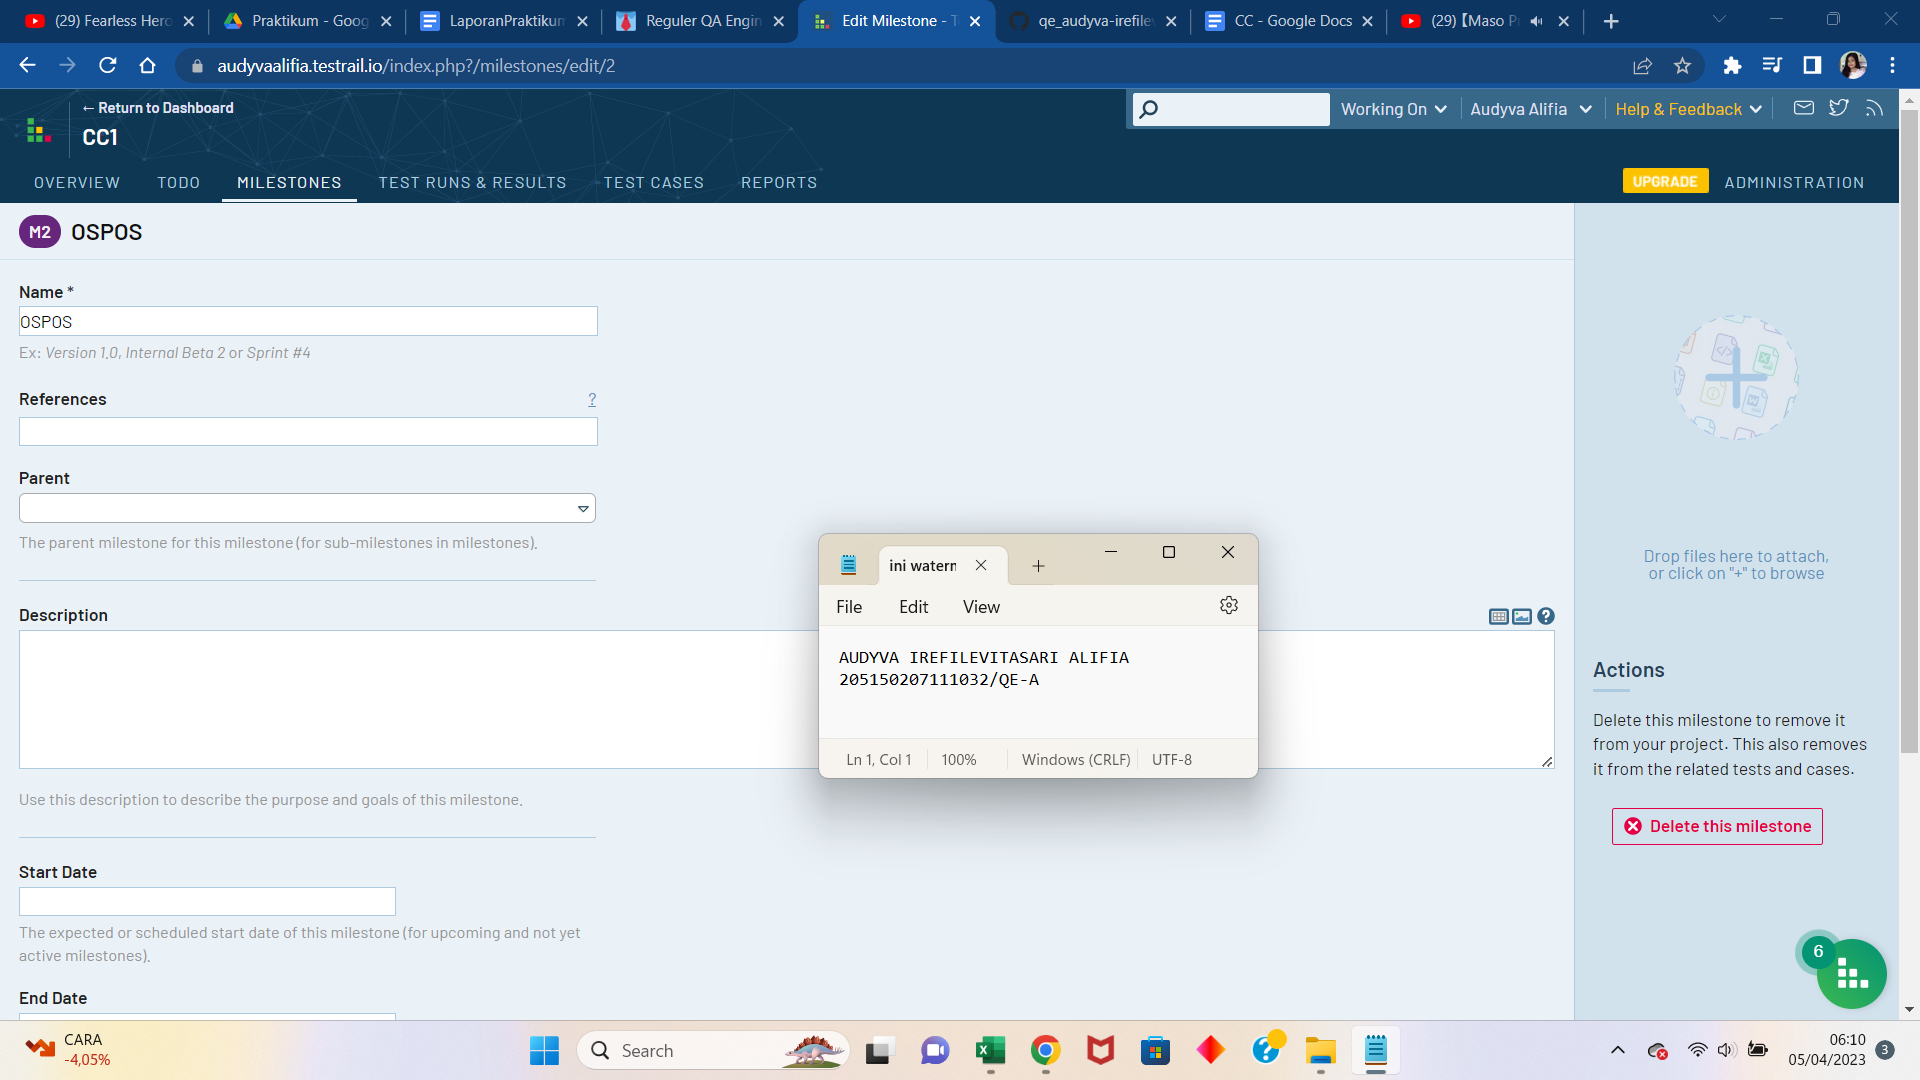 (29) Fearless Hero
Praktikum - Goog
LaporanPraktikum
Reguler QA Engin
Edit Milestone - T
qe_audyva-irefilev
CC - Google Docs
(29) 【Maso P
audyvaalifia.testrail.io/index.php?/milestones/edit/2
← Return to Dashboard
CC1
Working On
Audyva Alifia
Help & Feedback
OVERVIEW
TODO
MILESTONES
TEST RUNS & RESULTS
TEST CASES
REPORTS
UPGRADE
ADMINISTRATION
M2
OSPOS
Name *
OSPOS
Ex: Version 1.0, Internal Beta 2 or Sprint #4
References
?
Parent
The parent milestone for this milestone (for sub-milestones in milestones).
Description
Use this description to describe the purpose and goals of this milestone.
Start Date
The expected or scheduled start date of this milestone (for upcoming and not yet
active milestones).
End Date
ini watern
File
Edit
View
AUDYVA IREFILEVITASARI ALIFIA
205150207111032/QE-A
Ln 1, Col 1
100%
Windows (CRLF)
UTF-8
Drop files here to attach,
or click on "+" to browse
Actions
Delete this milestone to remove it
from your project. This also removes
it from the related tests and cases.
Delete this milestone
6
CARA
-4,05%
Search
06:10
05/04/2023
3